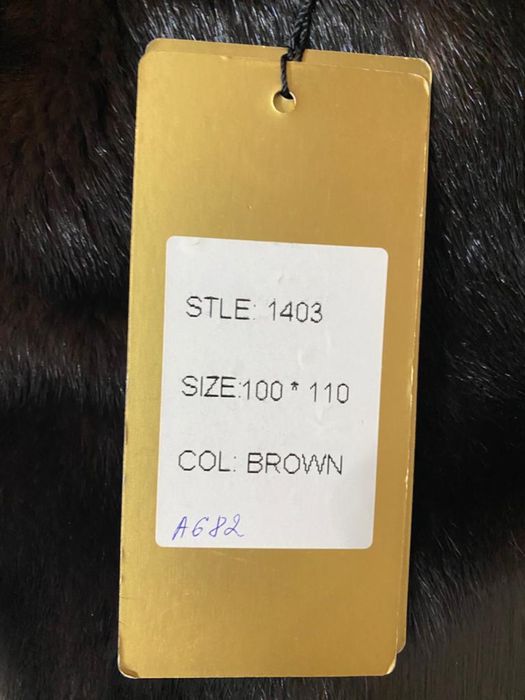 STLE: 1403
SIZE:100 * 110
COL: BROWN
A682